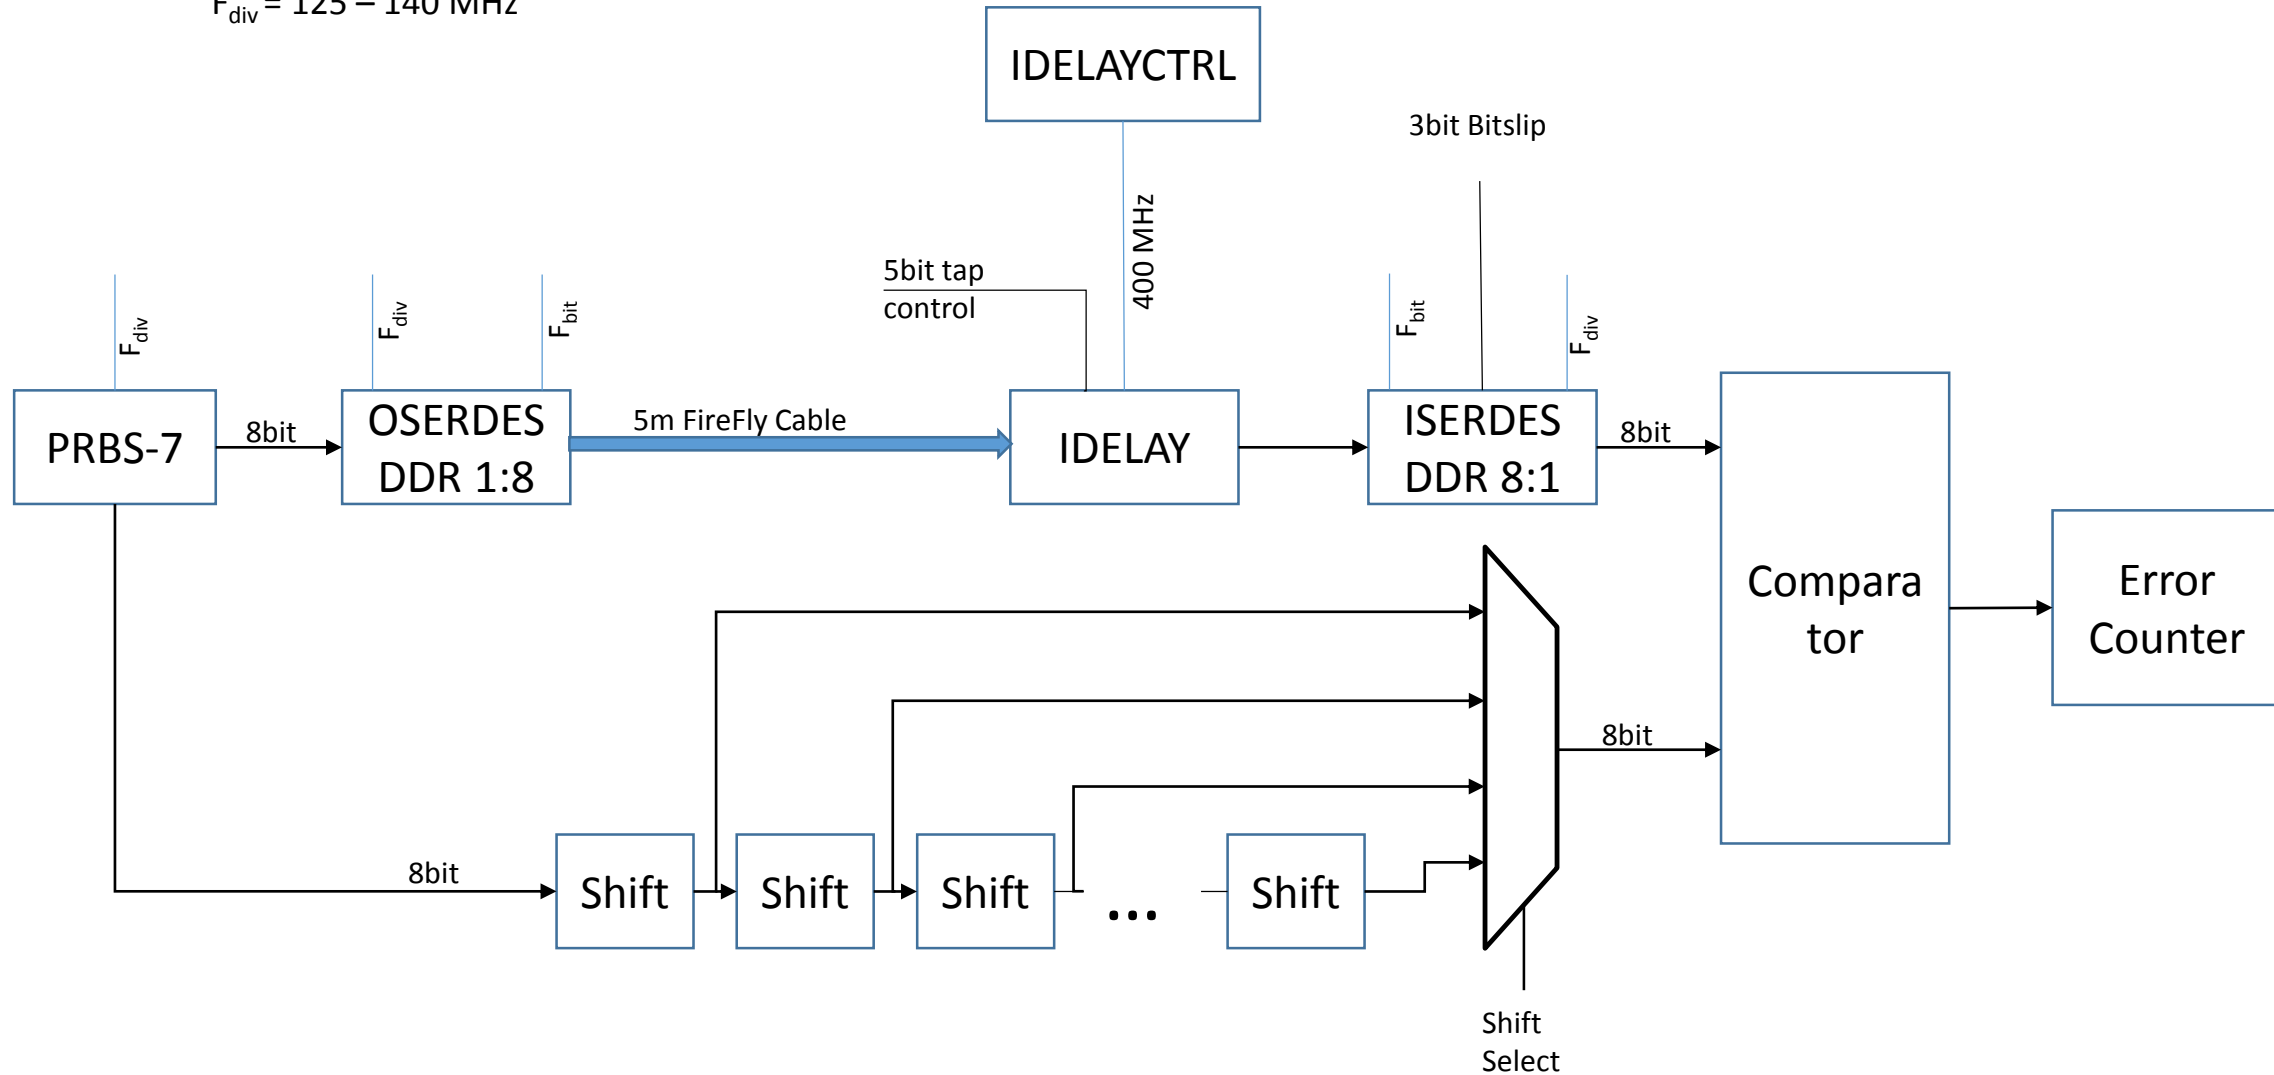 F_div = 125 – 140 MHz
IDELAYCTRL
3bit Bitslip
400 MHz
5bit tap
control
F_div
F_div
F_bit
F_bit
F_div
PRBS-7
8bit
OSERDES
DDR 1:8
5m FireFly Cable
IDELAY
ISERDES
DDR 8:1
8bit
Compara
tor
Error
Counter
8bit
8bit
Shift
Shift
Shift
...
Shift
Shift
Select